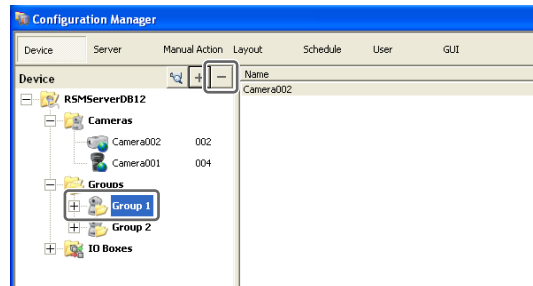 Configuration Manager
Device Server Manual Action Layout Schedule User GUI
Device
Name
RSMServerDB12
Camera002
Cameras
Camera002 002
Camera001 004
Groups
Group 1
Group 2
IO Boxes